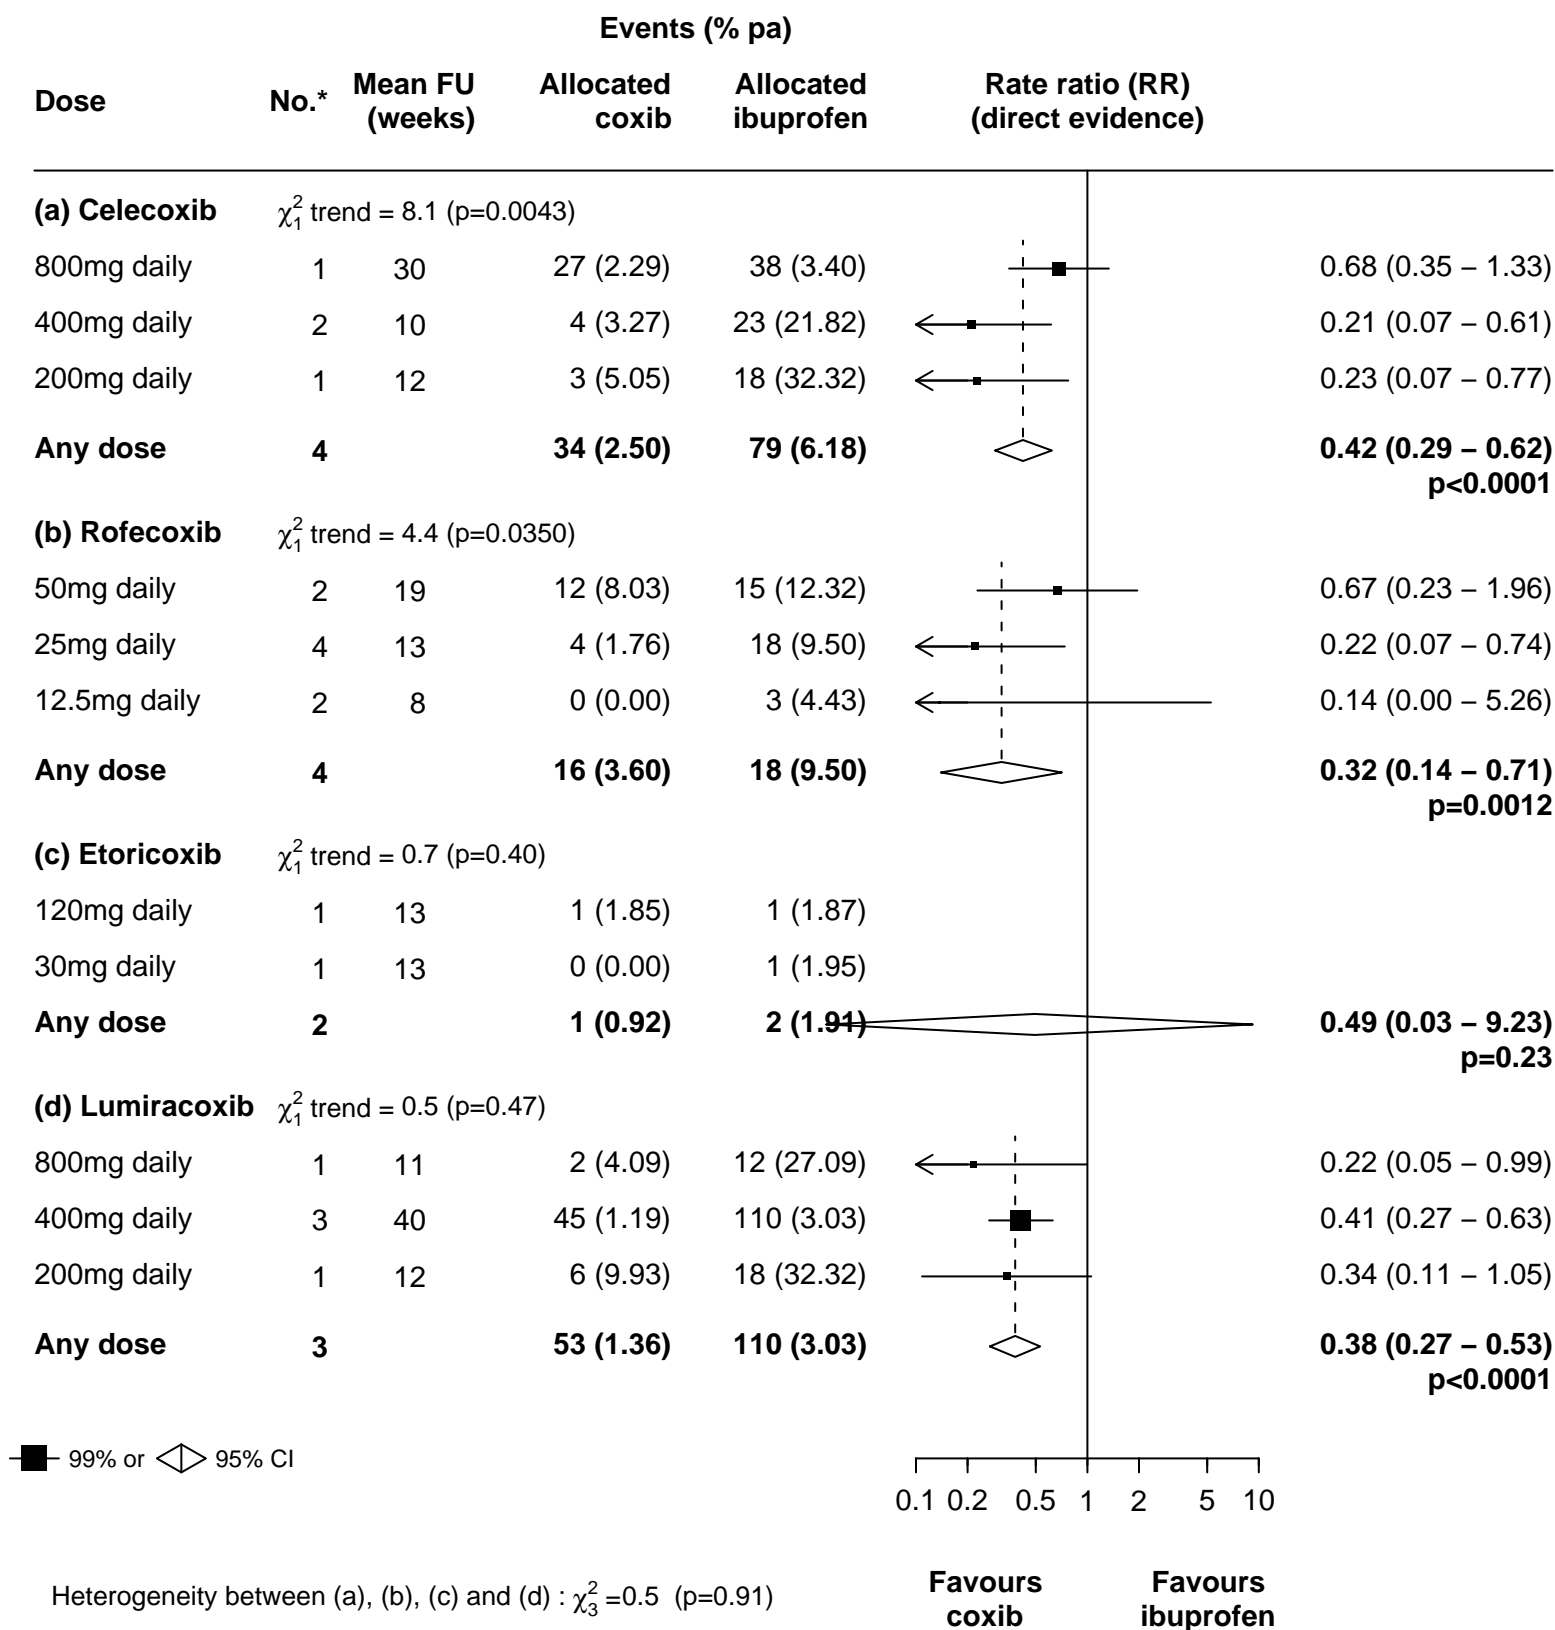 Events (% pa)
Dose No.* Mean FU (weeks) Allocated coxib Allocated ibuprofen Rate ratio (RR) (direct evidence)
(a) Celecoxib χ²₁ trend = 8.1 (p=0.0043)
800mg daily 1 30 27 (2.29) 38 (3.40) 0.68 (0.35 – 1.33)
400mg daily 2 10 4 (3.27) 23 (21.82) 0.21 (0.07 – 0.61)
200mg daily 1 12 3 (5.05) 18 (32.32) 0.23 (0.07 – 0.77)
Any dose 4 34 (2.50) 79 (6.18) 0.42 (0.29 – 0.62)
p<0.0001
(b) Rofecoxib χ²₁ trend = 4.4 (p=0.0350)
50mg daily 2 19 12 (8.03) 15 (12.32) 0.67 (0.23 – 1.96)
25mg daily 4 13 4 (1.76) 18 (9.50) 0.22 (0.07 – 0.74)
12.5mg daily 2 8 0 (0.00) 3 (4.43) 0.14 (0.00 – 5.26)
Any dose 4 16 (3.60) 18 (9.50) 0.32 (0.14 – 0.71)
p=0.0012
(c) Etoricoxib χ²₁ trend = 0.7 (p=0.40)
120mg daily 1 13 1 (1.85) 1 (1.87)
30mg daily 1 13 0 (0.00) 1 (1.95)
Any dose 2 1 (0.92) 2 (1.91) 0.49 (0.03 – 9.23)
p=0.23
(d) Lumiracoxib χ²₁ trend = 0.5 (p=0.47)
800mg daily 1 11 2 (4.09) 12 (27.09) 0.22 (0.05 – 0.99)
400mg daily 3 40 45 (1.19) 110 (3.03) 0.41 (0.27 – 0.63)
200mg daily 1 12 6 (9.93) 18 (32.32) 0.34 (0.11 – 1.05)
Any dose 3 53 (1.36) 110 (3.03) 0.38 (0.27 – 0.53)
p<0.0001
99% or 95% CI
0.1 0.2 0.5 1 2 5 10
Heterogeneity between (a), (b), (c) and (d) : χ²₃ =0.5 (p=0.91)
Favours coxib Favours ibuprofen